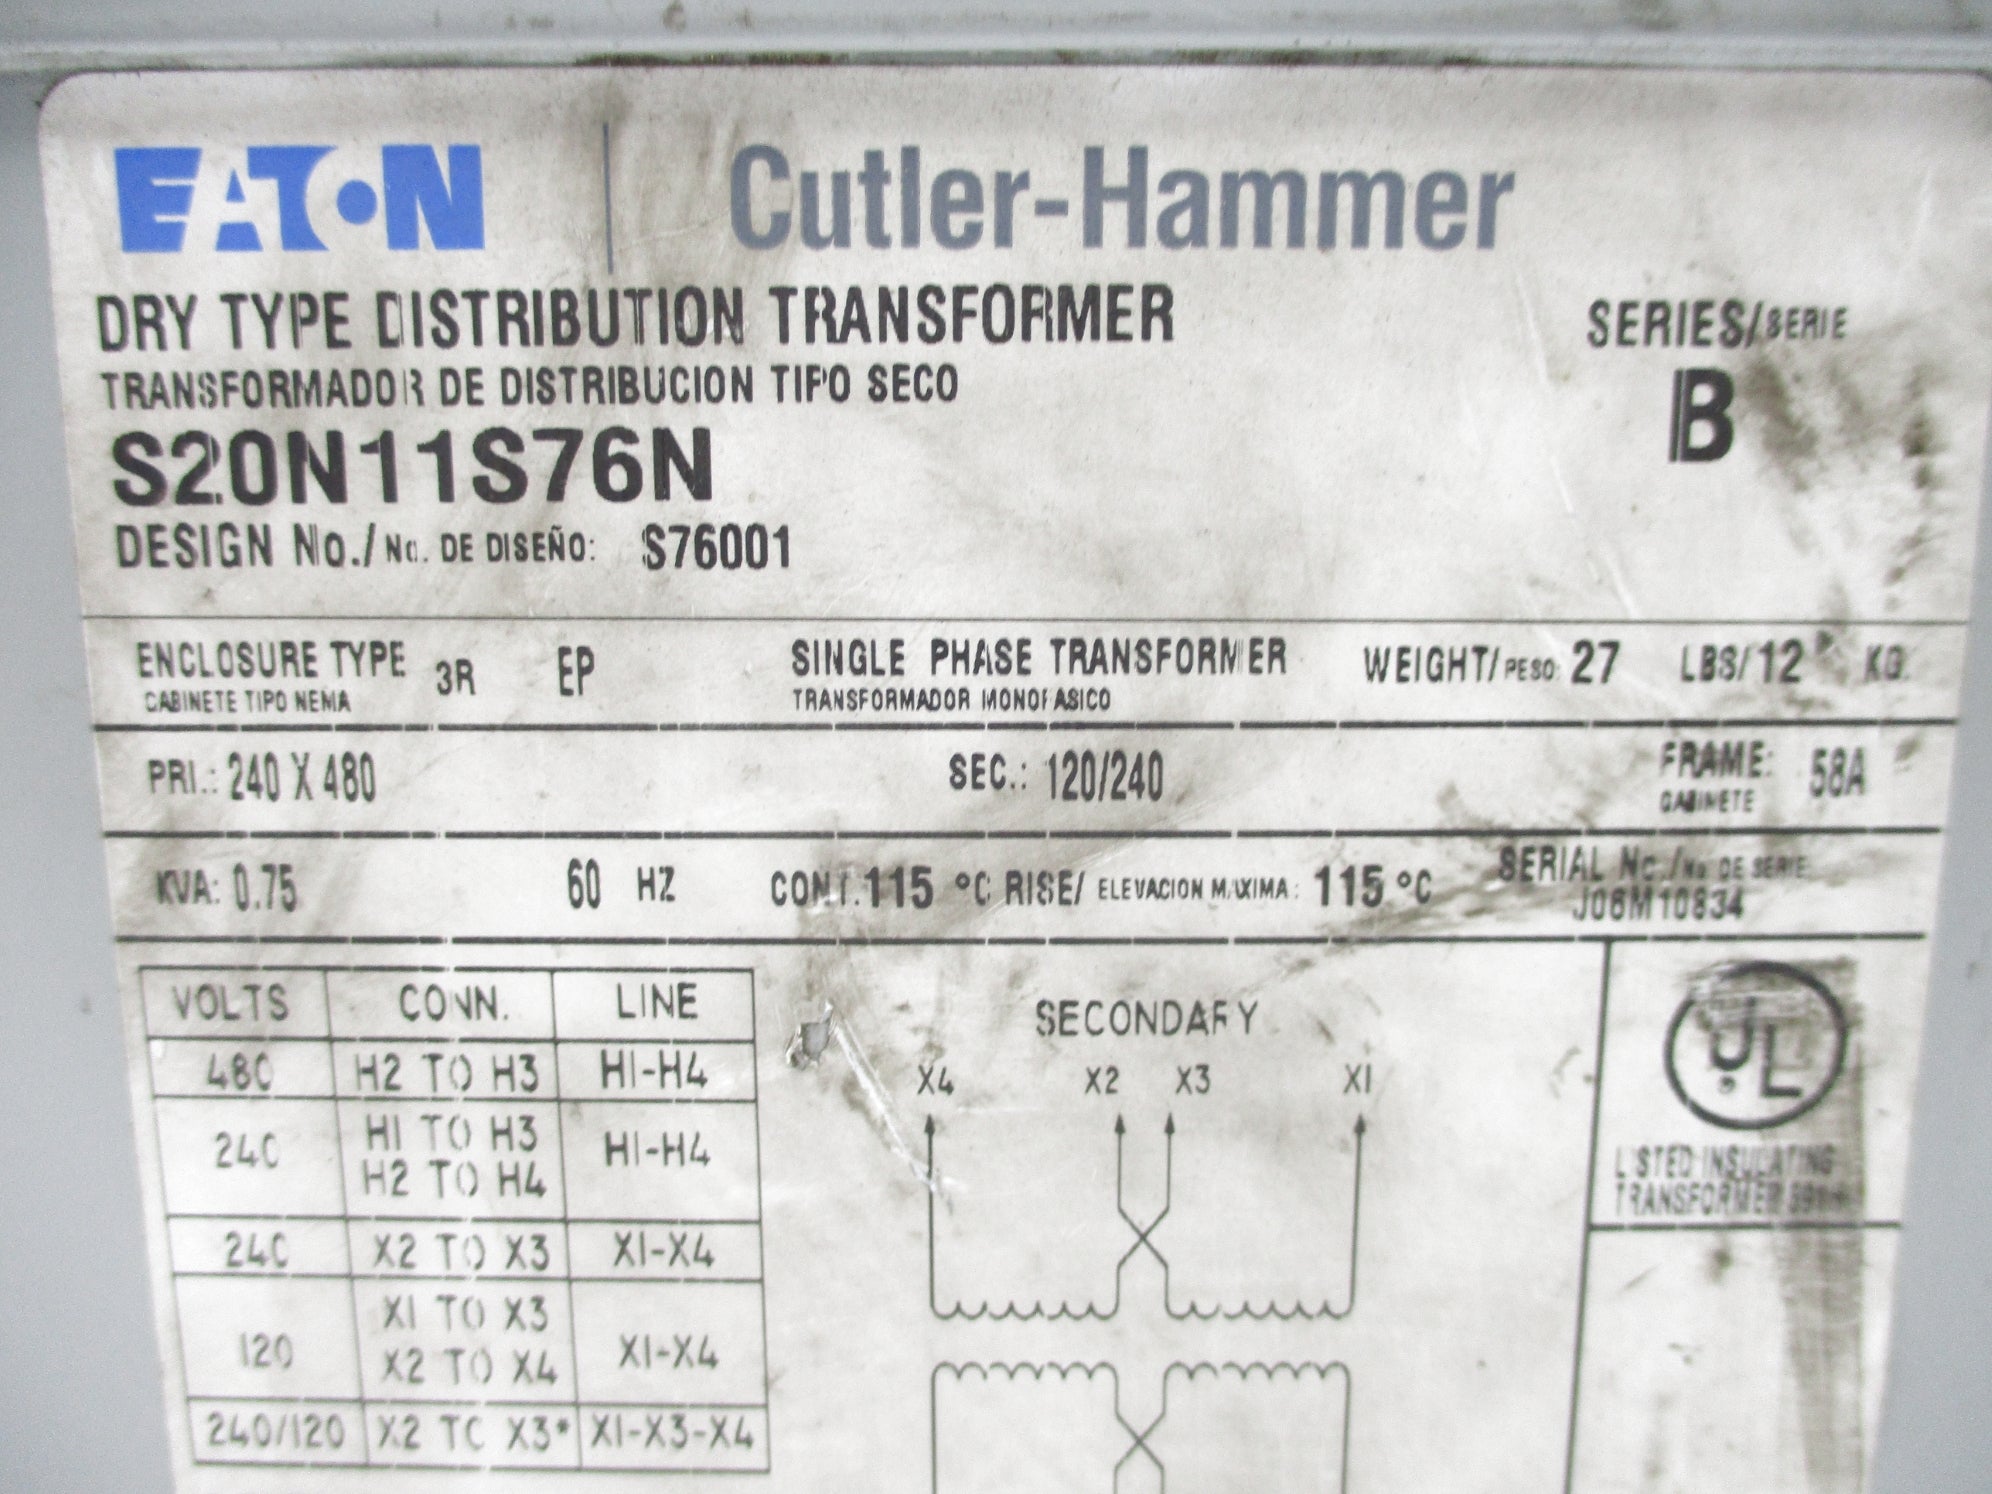 EATON | Cutler-Hammer
DRY TYPE DISTRIBUTION TRANSFORMER
TRANSFORMADOR DE DISTRIBUCION TIPO SECO
SERIES/SERIE
B
S20N11S76N
DESIGN No./No. DE DISEÑO: S76001
ENCLOSURE TYPE 3R EP
CABINETE TIPO NEMA
SINGLE PHASE TRANSFORMER
TRANSFORMADOR MONOFASICO
WEIGHT/PESO: 27 LBS/12 KG.
PRI.: 240 X 480 SEC.: 120/240 FRAME: 58A
GABINETE
KVA: 0.75 60 HZ CONT. 115 °C RISE/ ELEVACION MAXIMA: 115 °C
SERIAL No./No DE SERIE
J06M10834
VOLTS CONN. LINE
480 H2 TO H3 H1-H4
240 H1 TO H3 H1-H4
H2 TO H4
240 X2 TO X3 X1-X4
120 X1 TO X3 X1-X4
X2 TO X4
240/120 X2 TO X3* X1-X3-X4
SECONDARY
X4 X2 X3 X1
UL
LISTED INSULATING
TRANSFORMER